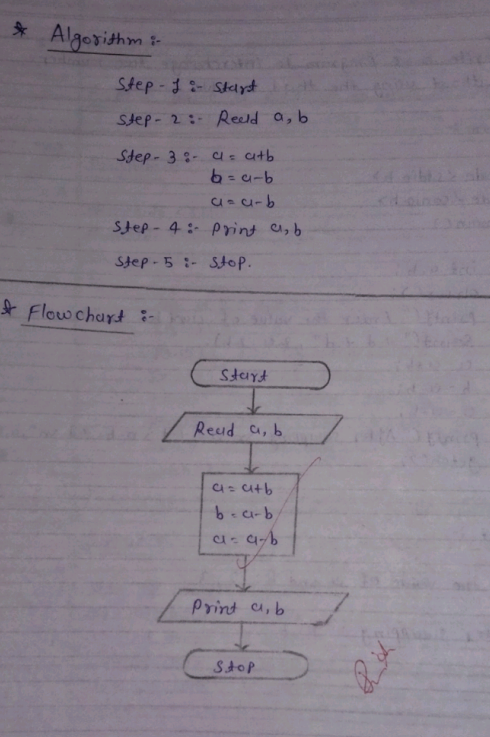 * Algorithm :-
Step - 1 :- Start
Step - 2 :- Read a, b
Step - 3 :- a = a+b
b = a-b
a = a-b
Step - 4 :- Print a, b
Step - 5 :- Stop.
* Flowchart :-
Start
Read a, b
a = a+b
b = a-b
a = a-b
Print a, b
Stop